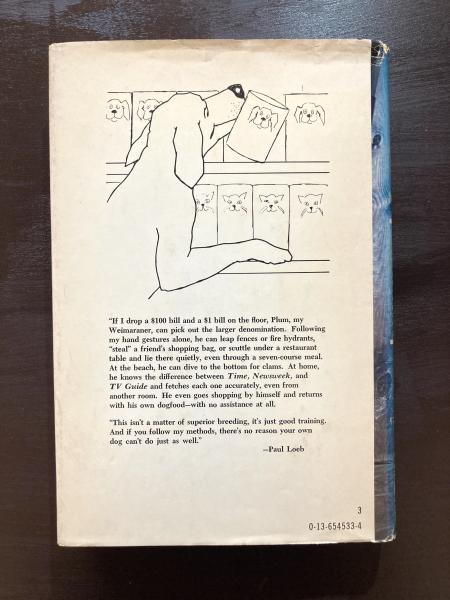 "If I drop a $100 bill and a $1 bill on the floor, Plum, my
Weimaraner, can pick out the larger denomination. Following
my hand gestures alone, he can leap fences or fire hydrants,
"steal" a friend's shopping bag, or scuttle under a restaurant
table and lie there quietly, even through a seven-course meal.
At the beach, he can dive to the bottom for clams. At home,
he knows the difference between Time, Newsweek, and
TV Guide and fetches each one accurately, even from
another room. He even goes shopping by himself and returns
with his own dogfood—with no assistance at all.
"This isn't a matter of superior breeding, it's just good training.
And if you follow my methods, there's no reason your own
dog can't do just as well."
—Paul Loeb
3
0-13-654533-4